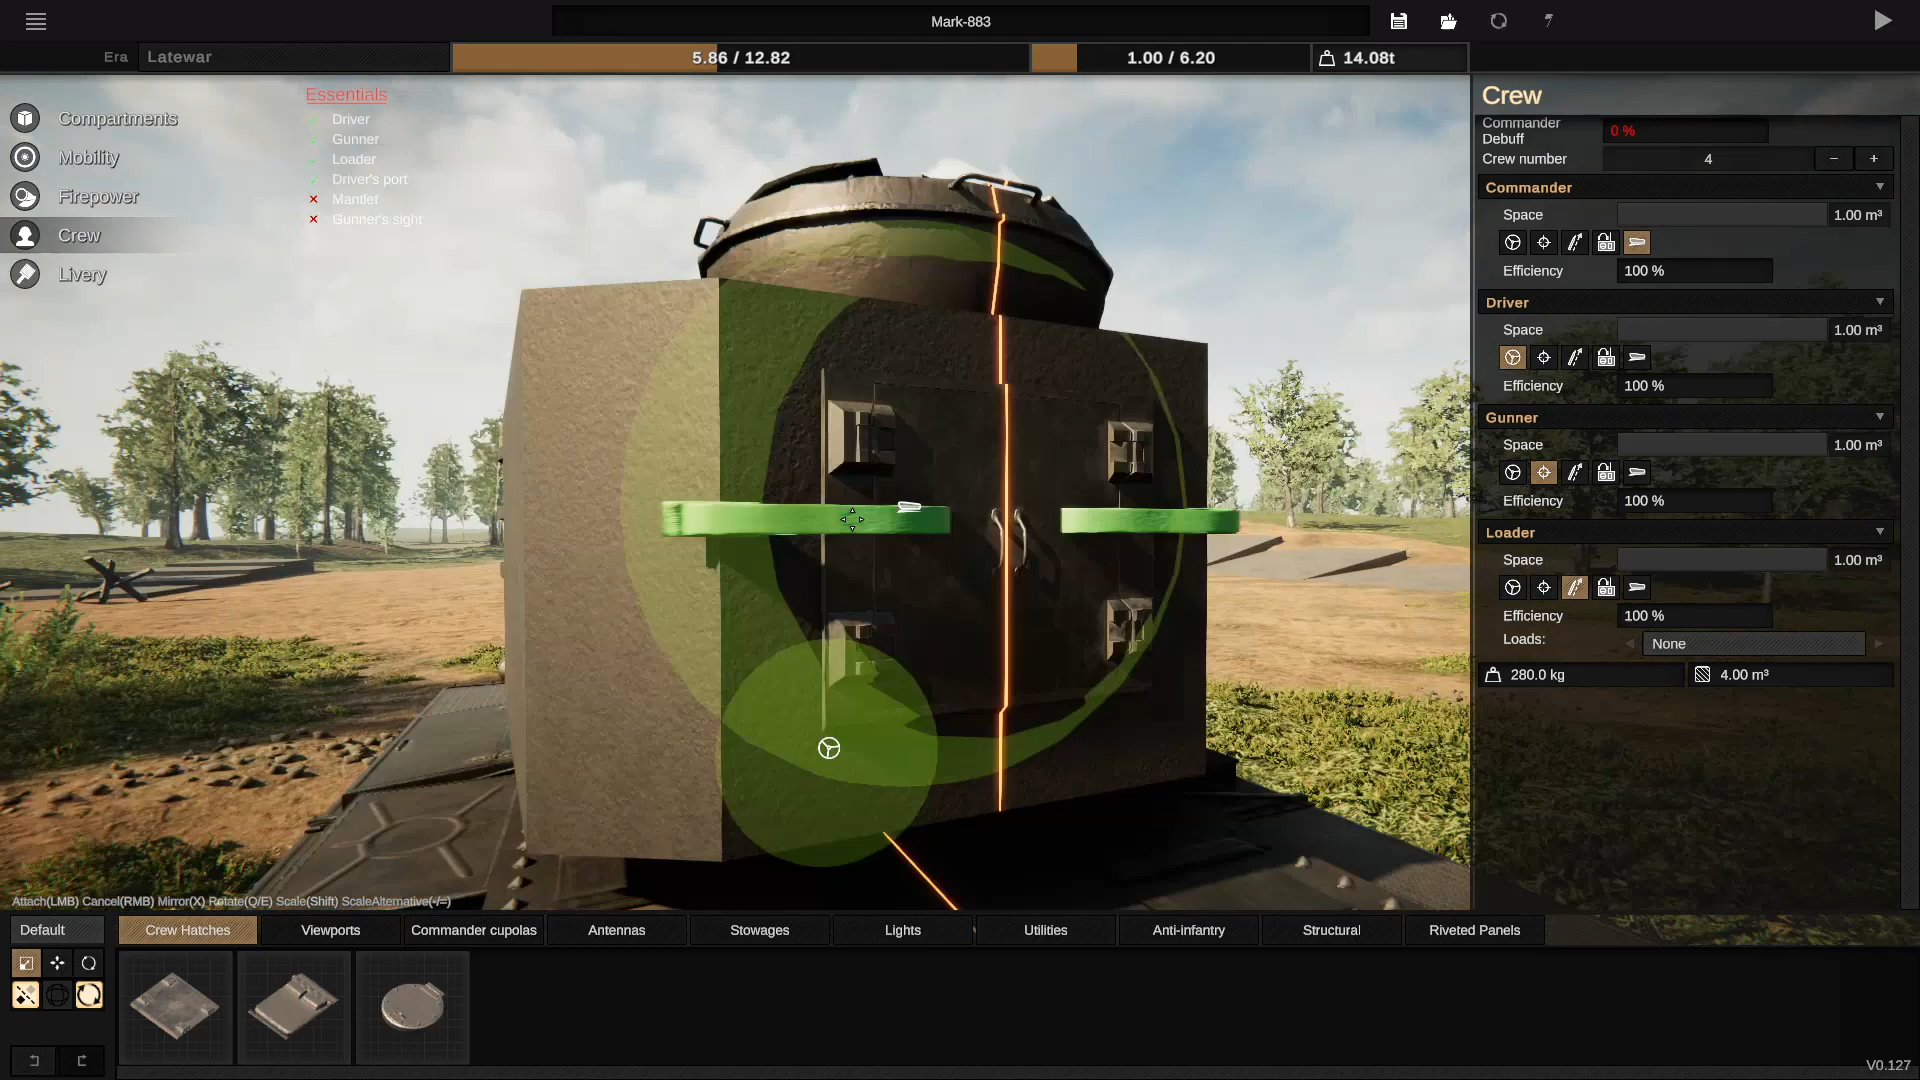 Mark-883
Era Latewar 5.86 / 12.82 1.00 / 6.20 14.08t
Essentials
Driver
Gunner
Loader
Driver's port
Mantlet
Gunner's sight
Compartments
Mobility
Firepower
Crew
Livery
Crew
Commander Debuff 0 %
Crew number 4 − +
Commander
Space 1.00 m³
Efficiency 100 %
Driver
Space 1.00 m³
Efficiency 100 %
Gunner
Space 1.00 m³
Efficiency 100 %
Loader
Space 1.00 m³
Efficiency 100 %
Loads: None
280.0 kg 4.00 m³
Attach(LMB) Cancel(RMB) Mirror(X) Rotate(Q/E) Scale(Shift) ScaleAlternative(-/=)
Default Crew Hatches Viewports Commander cupolas Antennas Stowages Lights Utilities Anti-infantry Structural Riveted Panels
V0.127